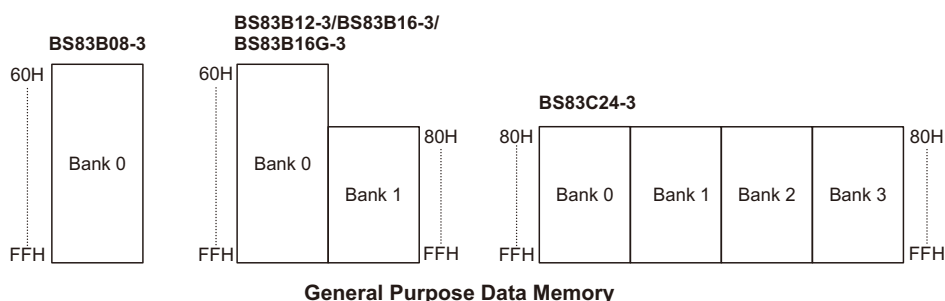 BS83B08-3
60H
Bank 0
FFH
BS83B12-3/BS83B16-3/
BS83B16G-3
60H
Bank 0
FFH
80H
Bank 1
FFH
BS83C24-3
80H
Bank 0
Bank 1
Bank 2
Bank 3
80H
FFH
FFH
General Purpose Data Memory